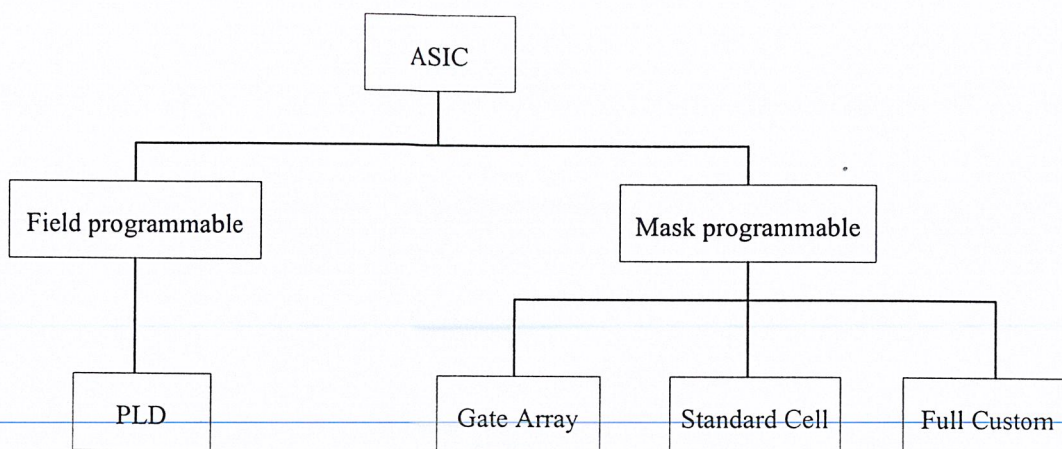 ASIC
Field programmable
Mask programmable
PLD
Gate Array
Standard Cell
Full Custom